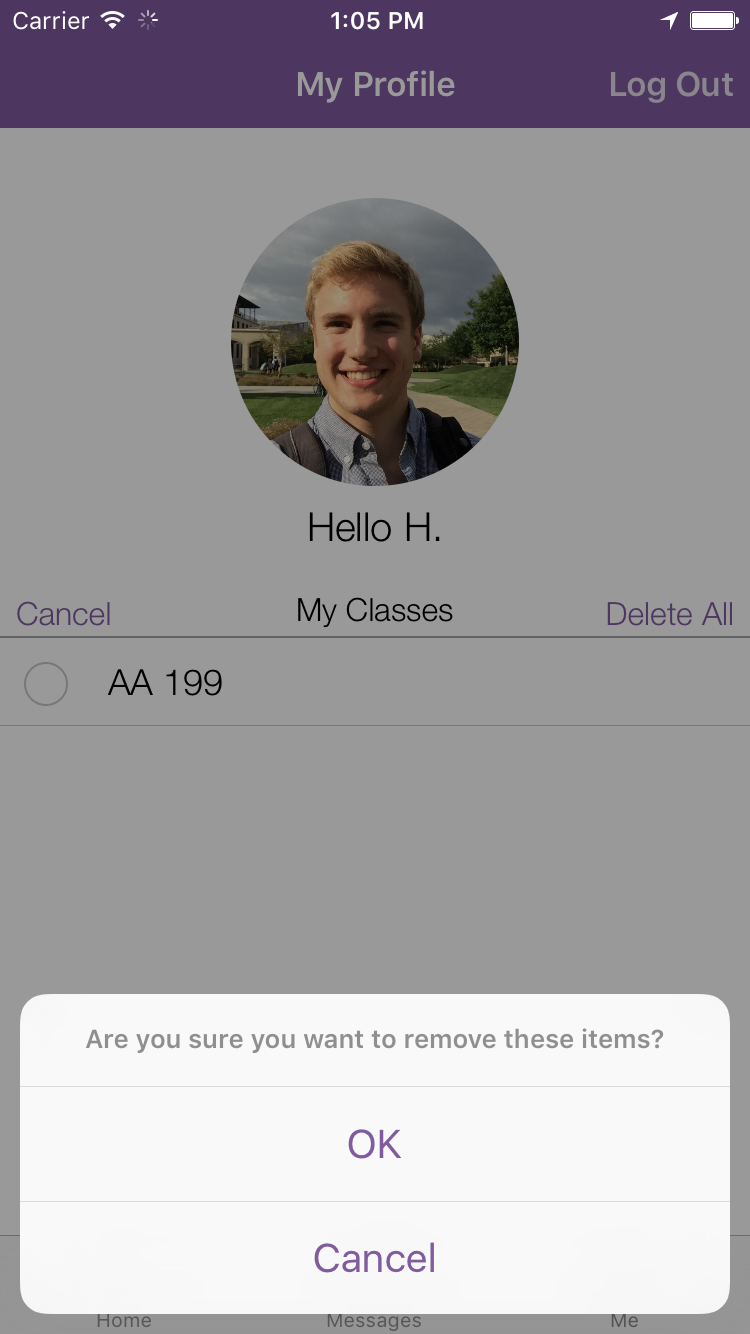 Carrier 1:05 PM
My Profile Log Out
Hello H.
Cancel My Classes Delete All
AA 199
Are you sure you want to remove these items?
OK
Cancel
Home Messages Me